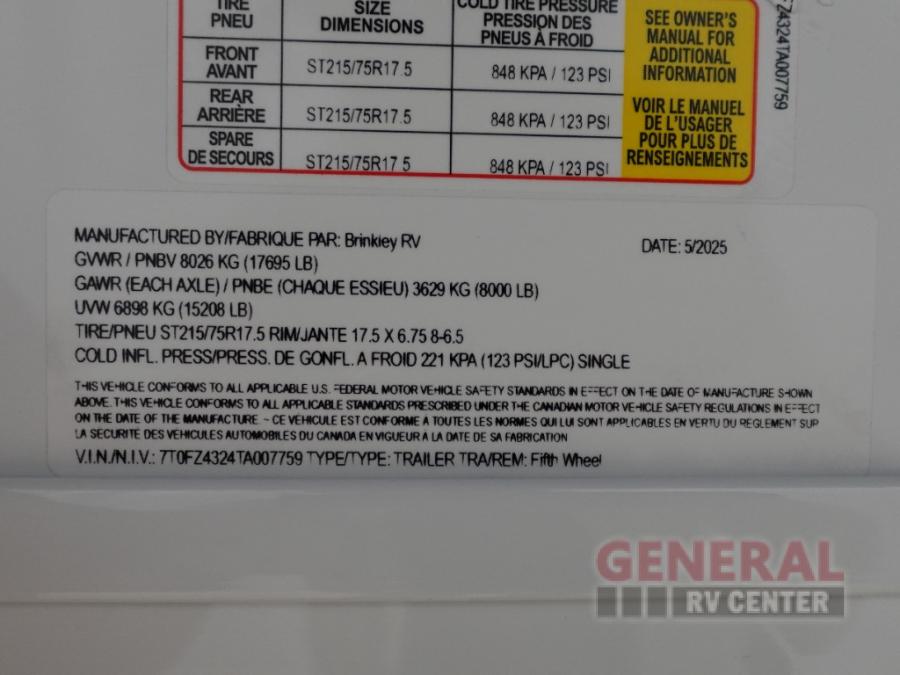 TIRE SIZE COLD TIRE PRESSURE
PNEU DIMENSIONS PRESSION DES
PNEUS À FROID
FRONT
AVANT ST215/75R17.5 848 KPA / 123 PSI
REAR
ARRIÈRE ST215/75R17.5 848 KPA / 123 PSI
SPARE
DE SECOURS ST215/75R17.5 848 KPA / 123 PSI
SEE OWNER'S
MANUAL FOR
ADDITIONAL
INFORMATION
VOIR LE MANUEL
DE L'USAGER
POUR PLUS DE
RENSEIGNEMENTS
FZ4324TA007759
MANUFACTURED BY/FABRIQUE PAR: Brinkley RV DATE: 5/2025
GVWR / PNBV 8026 KG (17695 LB)
GAWR (EACH AXLE) / PNBE (CHAQUE ESSIEU) 3629 KG (8000 LB)
UVW 6898 KG (15208 LB)
TIRE/PNEU ST215/75R17.5 RIM/JANTE 17.5 X 6.75 8-6.5
COLD INFL. PRESS/PRESS. DE GONFL. A FROID 221 KPA (123 PSI/LPC) SINGLE
THIS VEHICLE CONFORMS TO ALL APPLICABLE U.S. FEDERAL MOTOR VEHICLE SAFETY STANDARDS IN EFFECT ON THE DATE OF MANUFACTURE SHOWN
ABOVE. THIS VEHICLE CONFORMS TO ALL APPLICABLE STANDARDS PRESCRIBED UNDER THE CANADIAN MOTOR VEHICLE SAFETY REGULATIONS IN EFFECT
ON THE DATE OF THE MANUFACTURE - CE VEHICULE EST CONFORME A TOUTES LES NORMES QUI LUI SONT APPLICABLES EN VERTU DU REGLEMENT SUR
LA SECURITE DES VEHICULES AUTOMOBILES DU CANADA EN VIGUEUR A LA DATE DE SA FABRICATION
V.I.N./N.I.V.: 7T0FZ4324TA007759 TYPE/TYPE: TRAILER TRA/REM: Fifth Wheel
GENERAL
RV CENTER